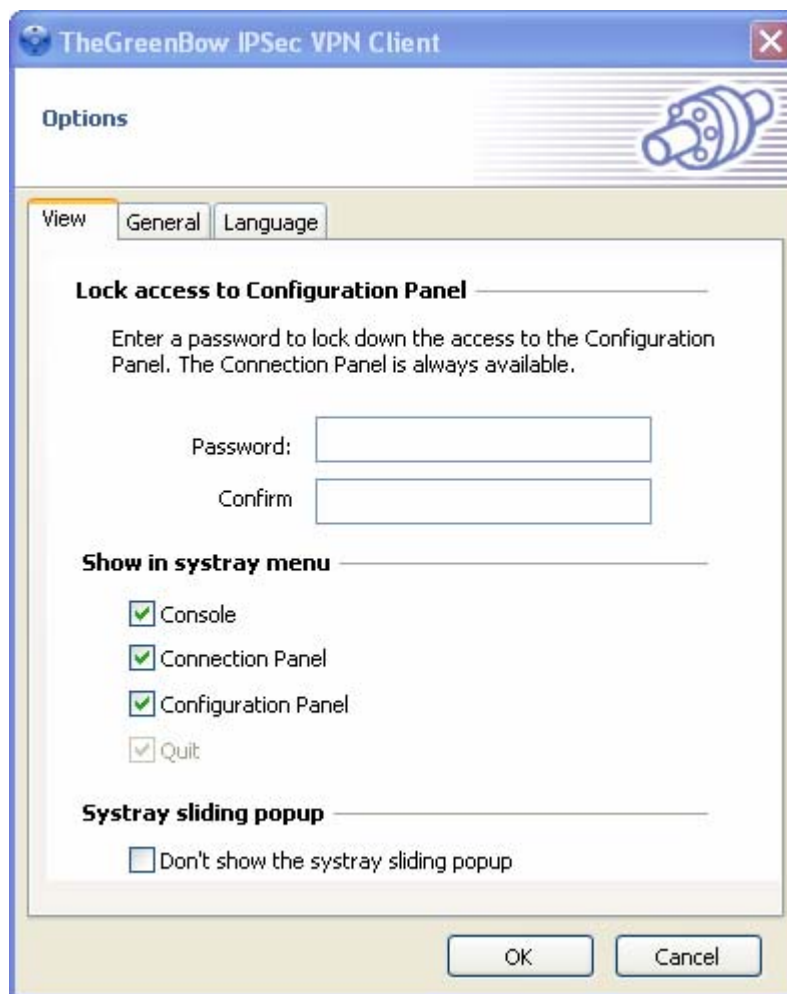 TheGreenBow IPSec VPN Client
Options
View
General
Language
Lock access to Configuration Panel
Enter a password to lock down the access to the Configuration
Panel. The Connection Panel is always available.
Password:
Confirm
Show in systray menu
Console
Connection Panel
Configuration Panel
Quit
Systray sliding popup
Don't show the systray sliding popup
OK
Cancel